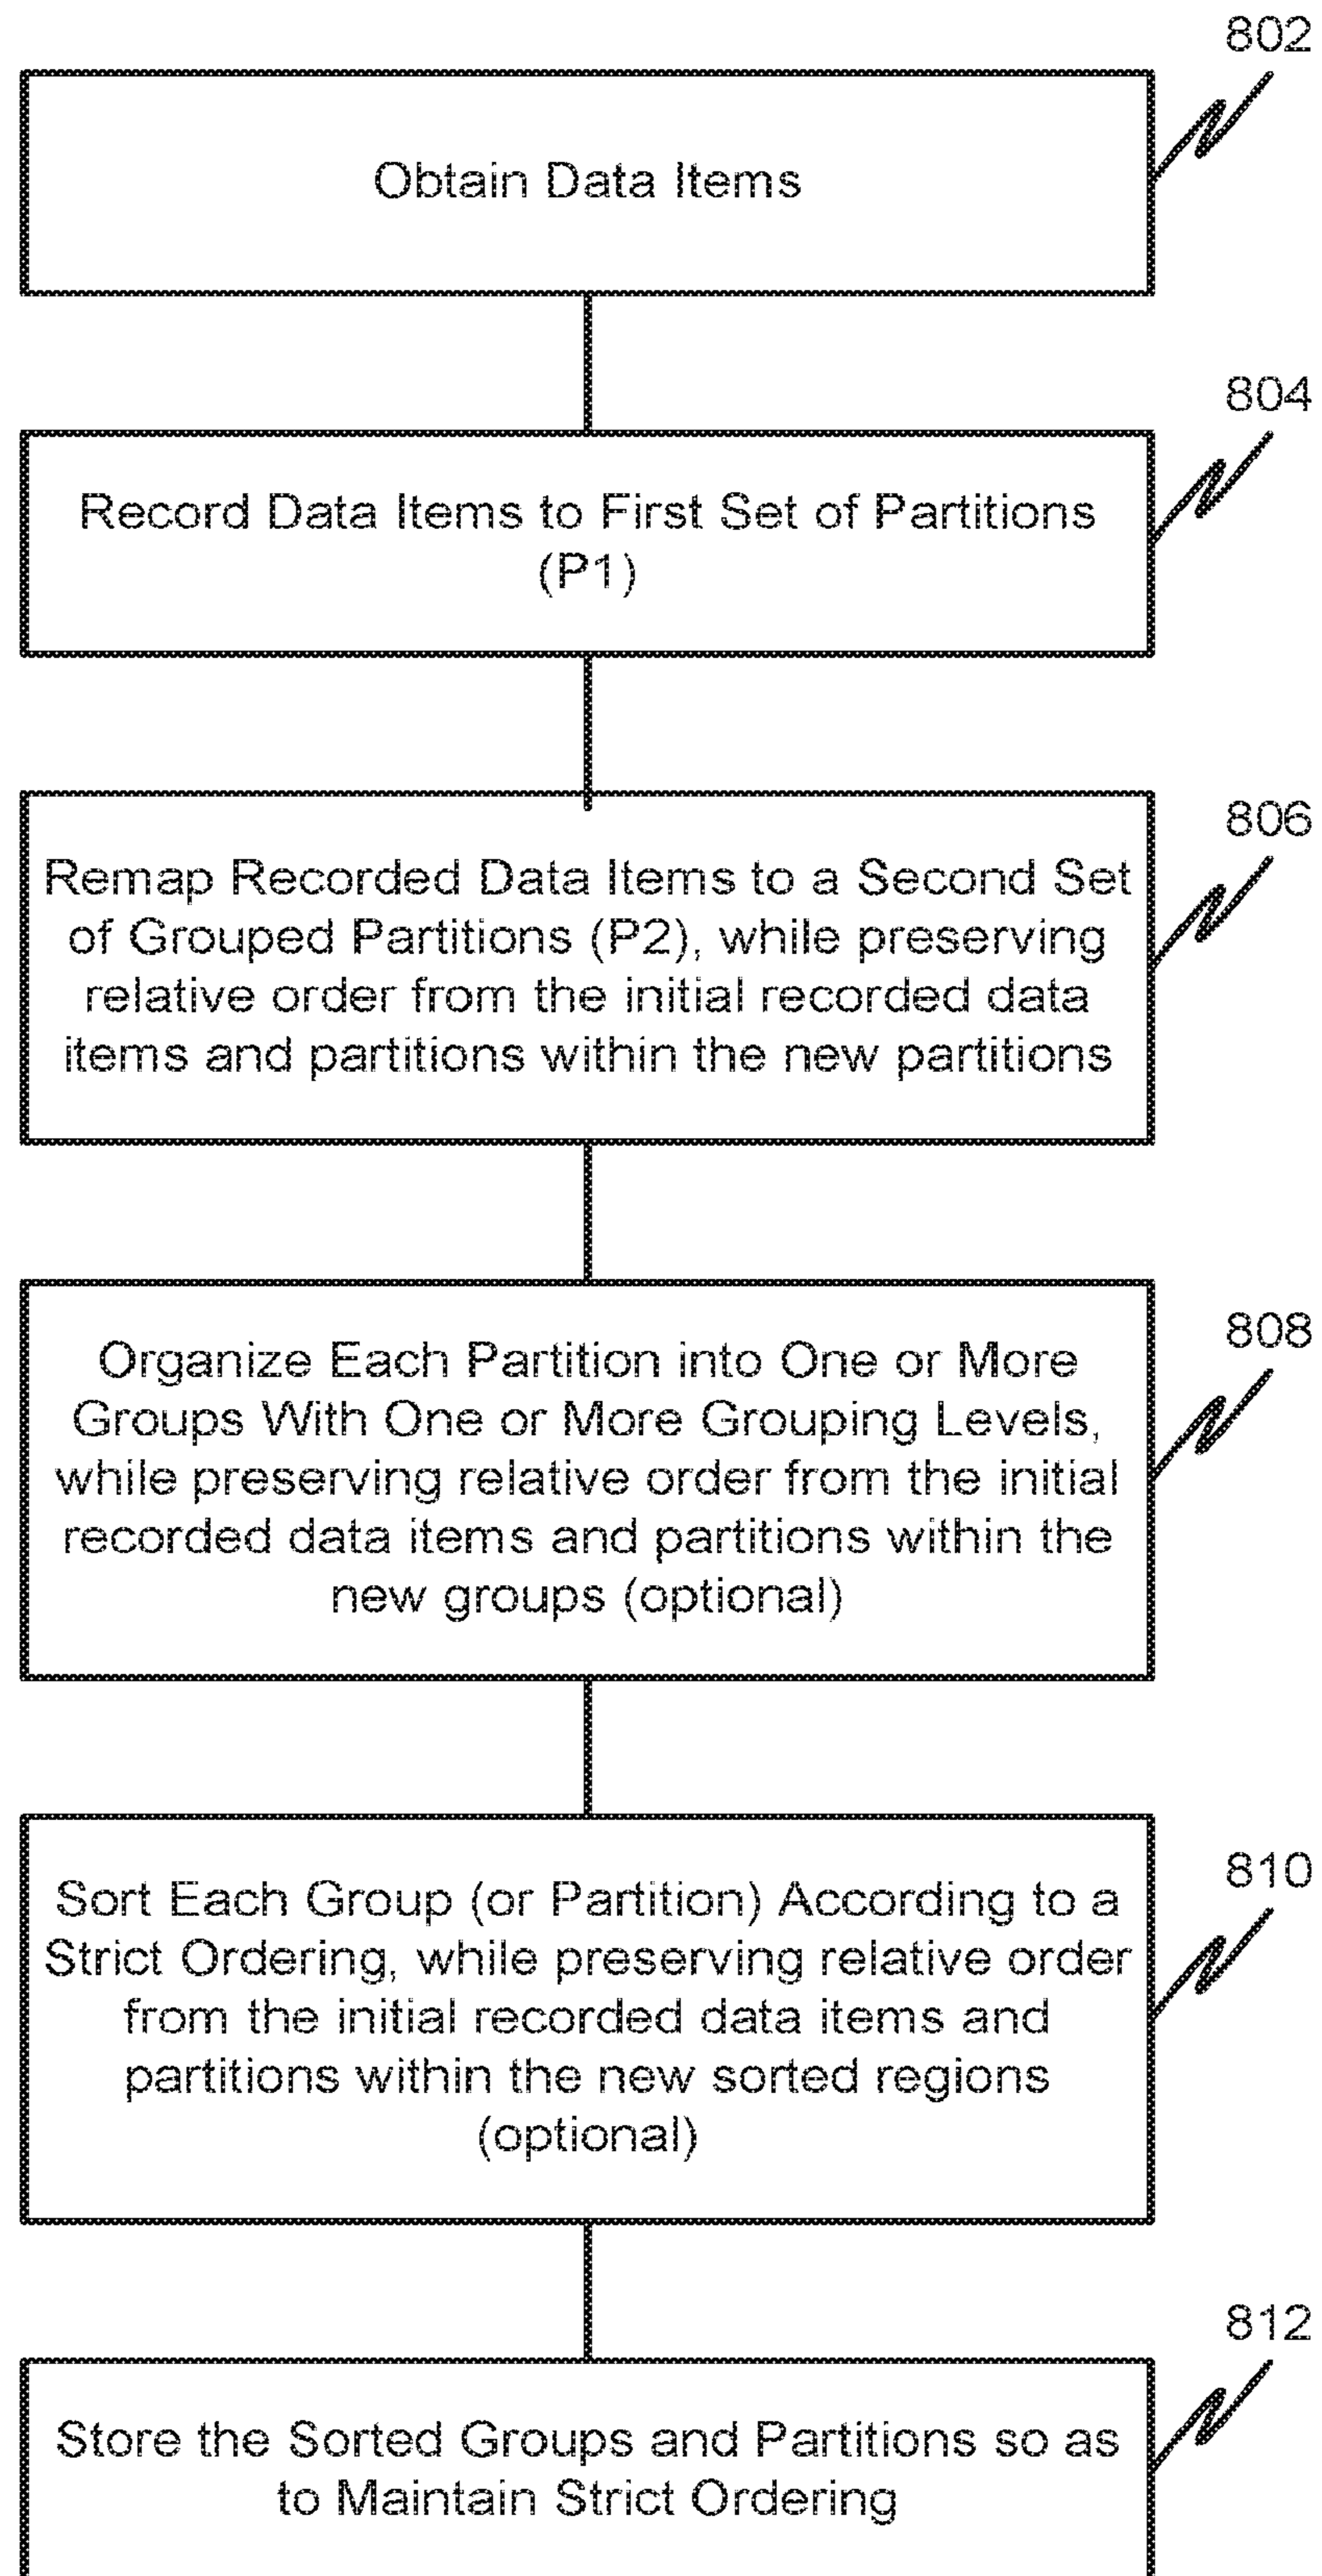 802
Obtain Data Items
804
Record Data Items to First Set of Partitions
(P1)
806
Remap Recorded Data Items to a Second Set
of Grouped Partitions (P2), while preserving
relative order from the initial recorded data
items and partitions within the new partitions
808
Organize Each Partition into One or More
Groups With One or More Grouping Levels,
while preserving relative order from the initial
recorded data items and partitions within the
new groups (optional)
810
Sort Each Group (or Partition) According to a
Strict Ordering, while preserving relative order
from the initial recorded data items and
partitions within the new sorted regions
(optional)
812
Store the Sorted Groups and Partitions so as
to Maintain Strict Ordering